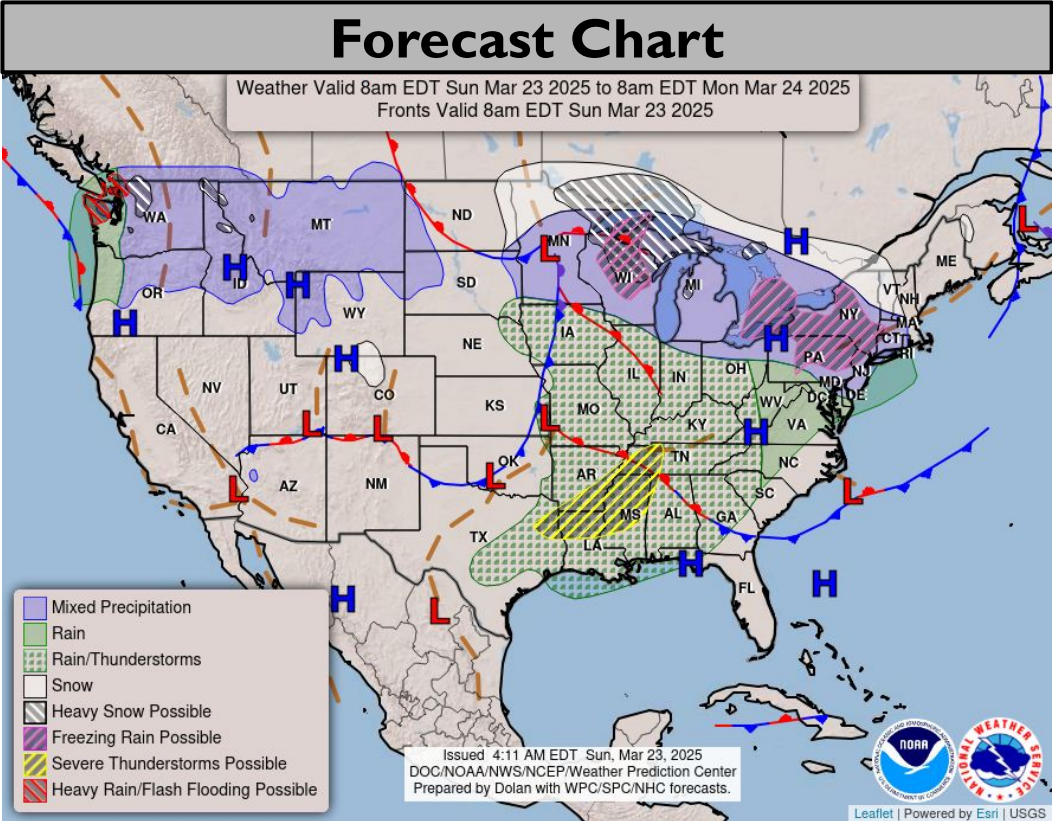 Forecast Chart
Weather Valid 8am EDT Sun Mar 23 2025 to 8am EDT Mon Mar 24 2025
Fronts Valid 8am EDT Sun Mar 23 2025
WA
MT
ND
MN
L
H
L
ME
H
ID
H
OR
SD
WI
MI
VT
NH
NY
MA
CT
RI
H
WY
NE
IA
H
PA
NJ
H
NV
UT
CO
KS
IL
IN
OH
MD
DE
DC
WV
VA
MO
KY
CA
L
L
L
H
NC
OK
TN
AR
L
AZ
NM
L
SC
L
MS
AL
GA
TX
LA
H
FL
H
H
L
Mixed Precipitation
Rain
Rain/Thunderstorms
Snow
Heavy Snow Possible
Freezing Rain Possible
Severe Thunderstorms Possible
Heavy Rain/Flash Flooding Possible
Issued 4:11 AM EDT Sun, Mar 23, 2025
DOC/NOAA/NWS/NCEP/Weather Prediction Center
Prepared by Dolan with WPC/SPC/NHC forecasts.
NOAA
NATIONAL WEATHER SERVICE
Leaflet | Powered by Esri | USGS